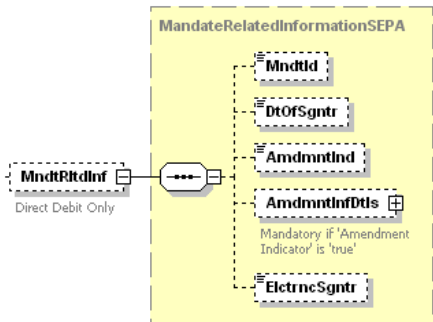 MandateRelatedInformationSEPA
MndtId
DtOfSgntr
AmdmntInd
MndtRltdInf
Direct Debit Only
AmdmntInfDtls
Mandatory if 'Amendment
Indicator' is 'true'
ElctrncSgntr